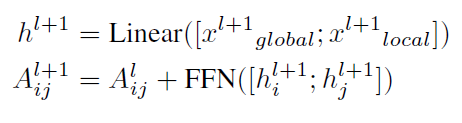 h^{l+1} = Linear([x^{l+1}_{global}; x^{l+1}_{local}])
A^{l+1}_{ij} = A^{l}_{ij} + FFN([h^{l+1}_{i}; h^{l+1}_{j}])